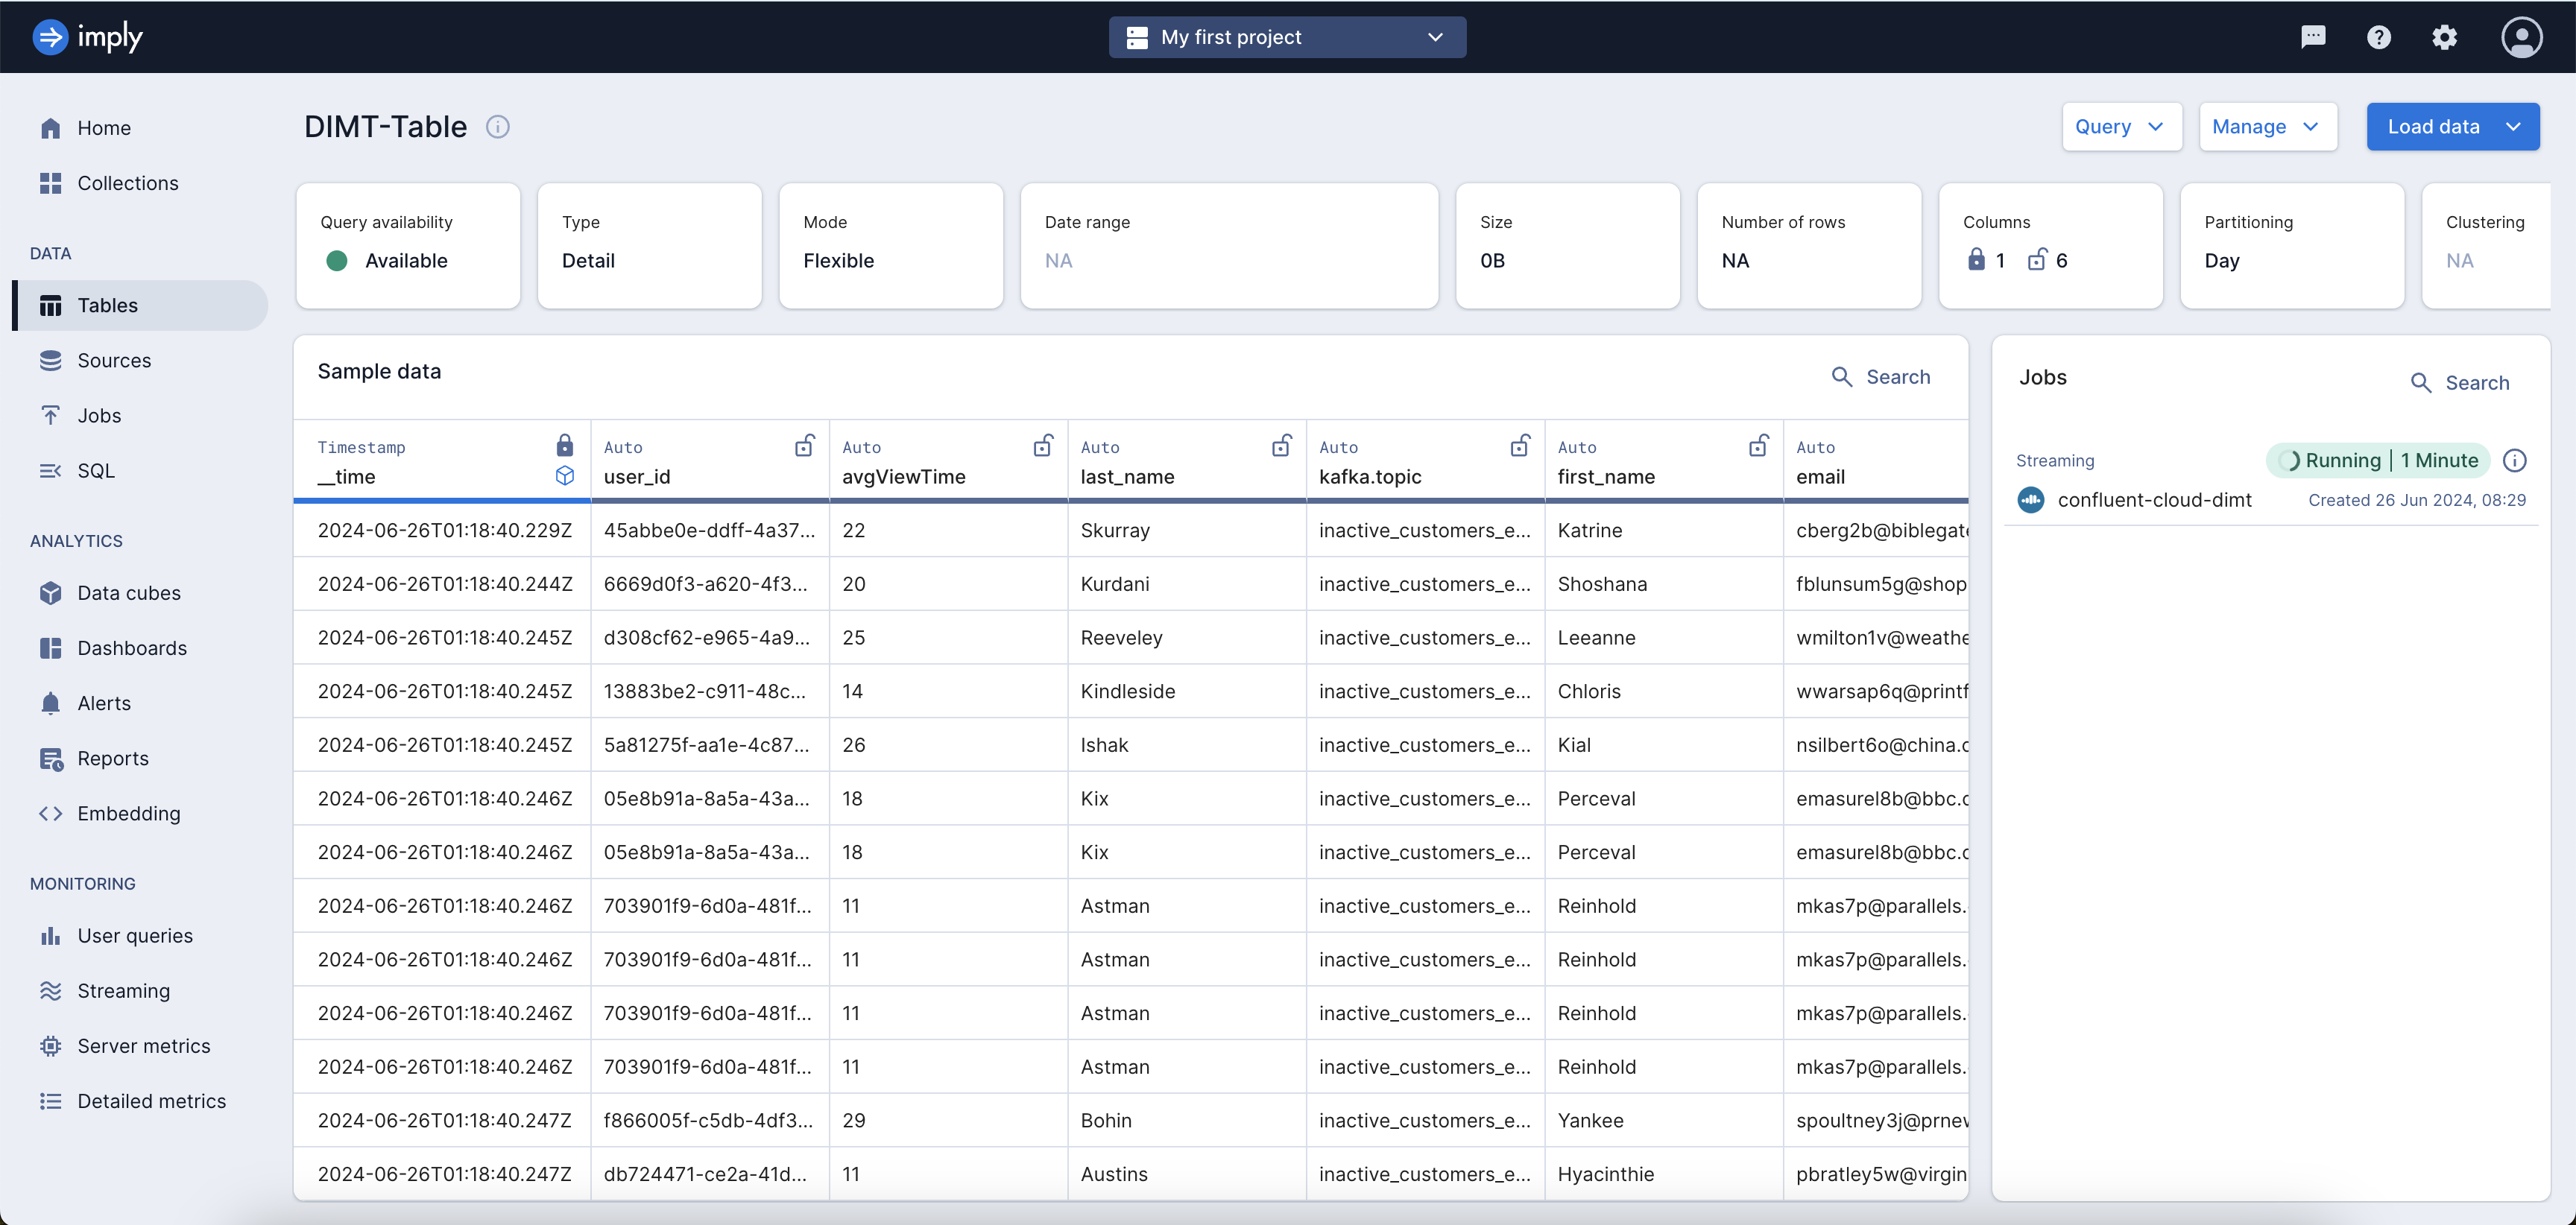 imply
My first project
Home
Collections
DATA
Tables
Sources
Jobs
SQL
ANALYTICS
Data cubes
Dashboards
Alerts
Reports
Embedding
MONITORING
User queries
Streaming
Server metrics
Detailed metrics
DIMT-Table
Query
Manage
Load data
Query availability
Available
Type
Detail
Mode
Flexible
Date range
NA
Size
0B
Number of rows
NA
Columns
1 6
Partitioning
Day
Clustering
NA
Sample data
Search
Timestamp Auto Auto Auto Auto Auto Auto
__time user_id avgViewTime last_name kafka.topic first_name email
2024-06-26T01:18:40.229Z 45abbe0e-ddff-4a37... 22 Skurray inactive_customers_e... Katrine cberg2b@biblegate
2024-06-26T01:18:40.244Z 6669d0f3-a620-4f3... 20 Kurdani inactive_customers_e... Shoshana fblunsum5g@shop
2024-06-26T01:18:40.245Z d308cf62-e965-4a9... 25 Reeveley inactive_customers_e... Leeanne wmilton1v@weathe
2024-06-26T01:18:40.245Z 13883be2-c911-48c... 14 Kindleside inactive_customers_e... Chloris wwarsap6q@printf
2024-06-26T01:18:40.245Z 5a81275f-aa1e-4c87... 26 Ishak inactive_customers_e... Kial nsilbert6o@china.c
2024-06-26T01:18:40.246Z 05e8b91a-8a5a-43a... 18 Kix inactive_customers_e... Perceval emasurel8b@bbc.c
2024-06-26T01:18:40.246Z 05e8b91a-8a5a-43a... 18 Kix inactive_customers_e... Perceval emasurel8b@bbc.c
2024-06-26T01:18:40.246Z 703901f9-6d0a-481f... 11 Astman inactive_customers_e... Reinhold mkas7p@parallels.
2024-06-26T01:18:40.246Z 703901f9-6d0a-481f... 11 Astman inactive_customers_e... Reinhold mkas7p@parallels.
2024-06-26T01:18:40.246Z 703901f9-6d0a-481f... 11 Astman inactive_customers_e... Reinhold mkas7p@parallels.
2024-06-26T01:18:40.246Z 703901f9-6d0a-481f... 11 Astman inactive_customers_e... Reinhold mkas7p@parallels.
2024-06-26T01:18:40.247Z f866005f-c5db-4df3... 29 Bohin inactive_customers_e... Yankee spoultney3j@prnew
2024-06-26T01:18:40.247Z db724471-ce2a-41d... 11 Austins inactive_customers_e... Hyacinthie pbratley5w@virgin
Jobs
Search
Streaming Running | 1 Minute
confluent-cloud-dimt Created 26 Jun 2024, 08:29